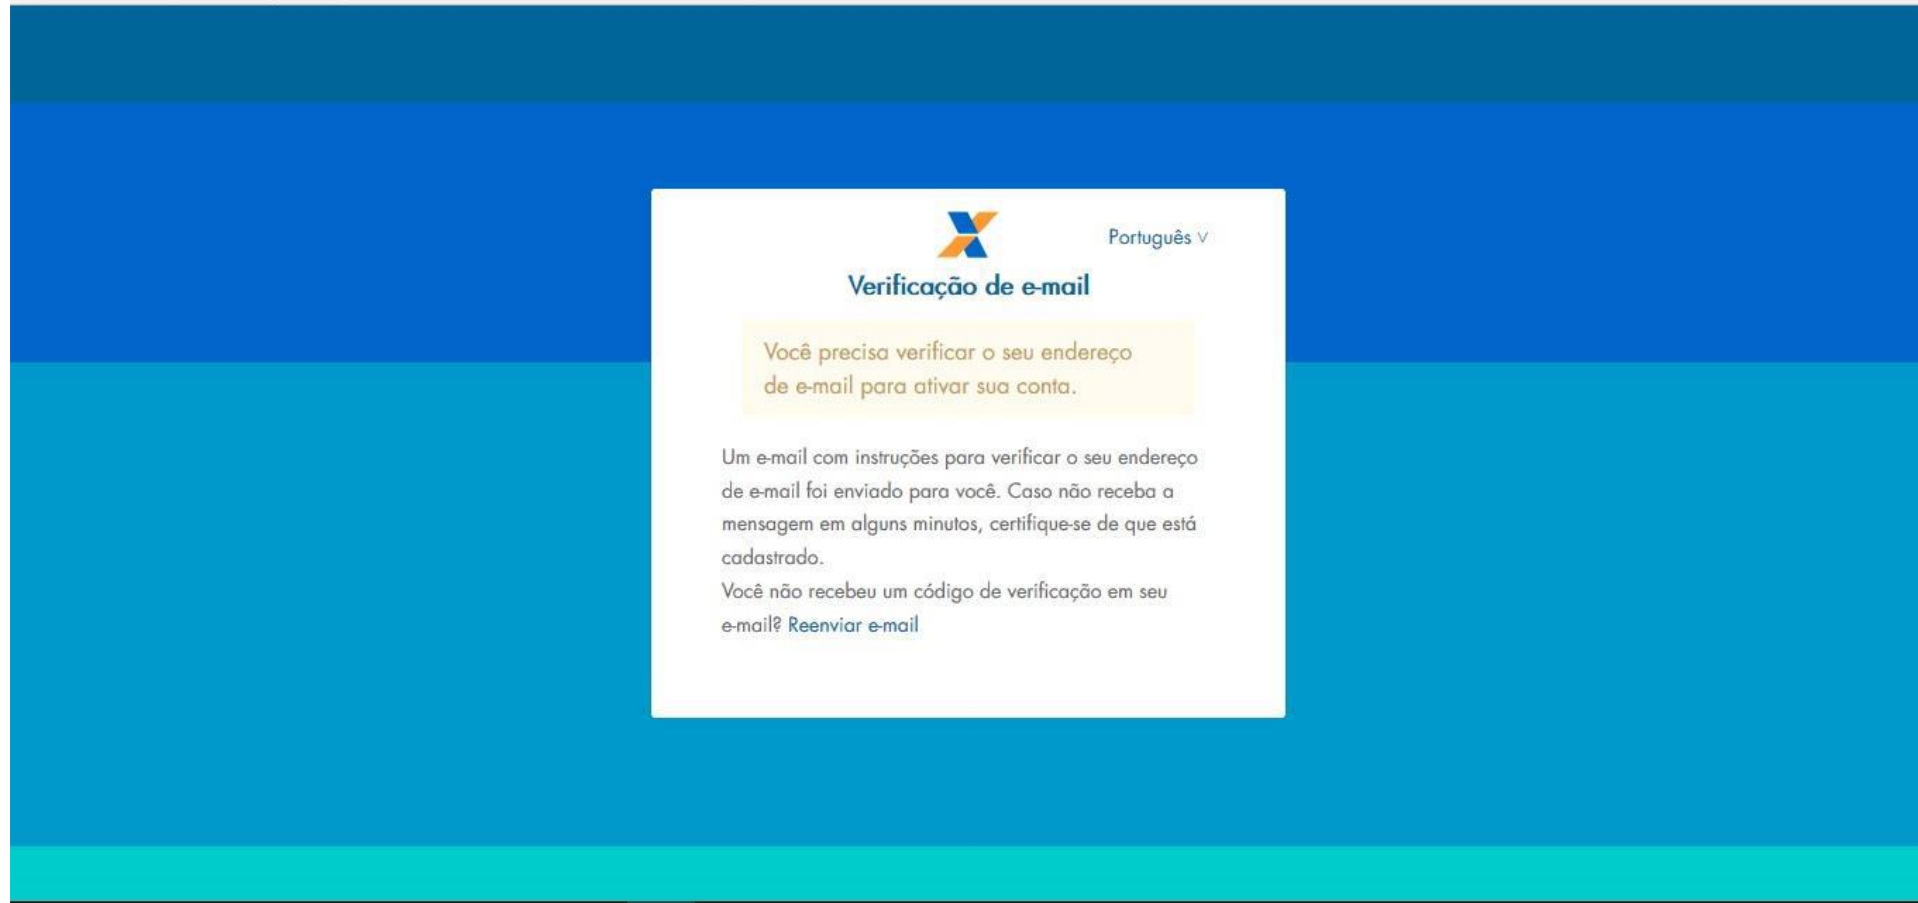 Português ∨
Verificação de e-mail
Você precisa verificar o seu endereço
de e-mail para ativar sua conta.
Um e-mail com instruções para verificar o seu endereço
de e-mail foi enviado para você. Caso não receba a
mensagem em alguns minutos, certifique-se de que está
cadastrado.
Você não recebeu um código de verificação em seu
e-mail? Reenviar e-mail